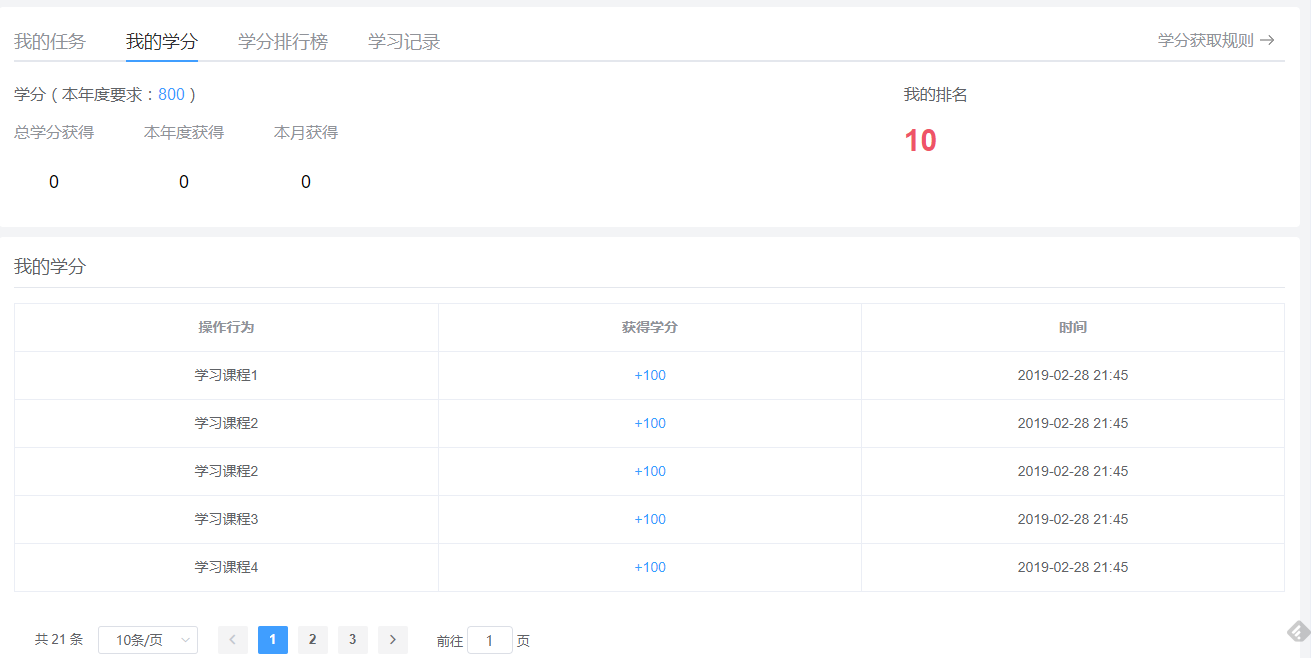 我的任务 我的学分 学分排行榜 学习记录 学分获取规则 →
学分 ( 本年度要求：800 ) 我的排名
总学分获得 本年度获得 本月获得 10
0 0 0
我的学分
操作行为 获得学分 时间
学习课程1 +100 2019-02-28 21:45
学习课程2 +100 2019-02-28 21:45
学习课程2 +100 2019-02-28 21:45
学习课程3 +100 2019-02-28 21:45
学习课程4 +100 2019-02-28 21:45
共 21 条 10条/页 < 1 2 3 > 前往 1 页